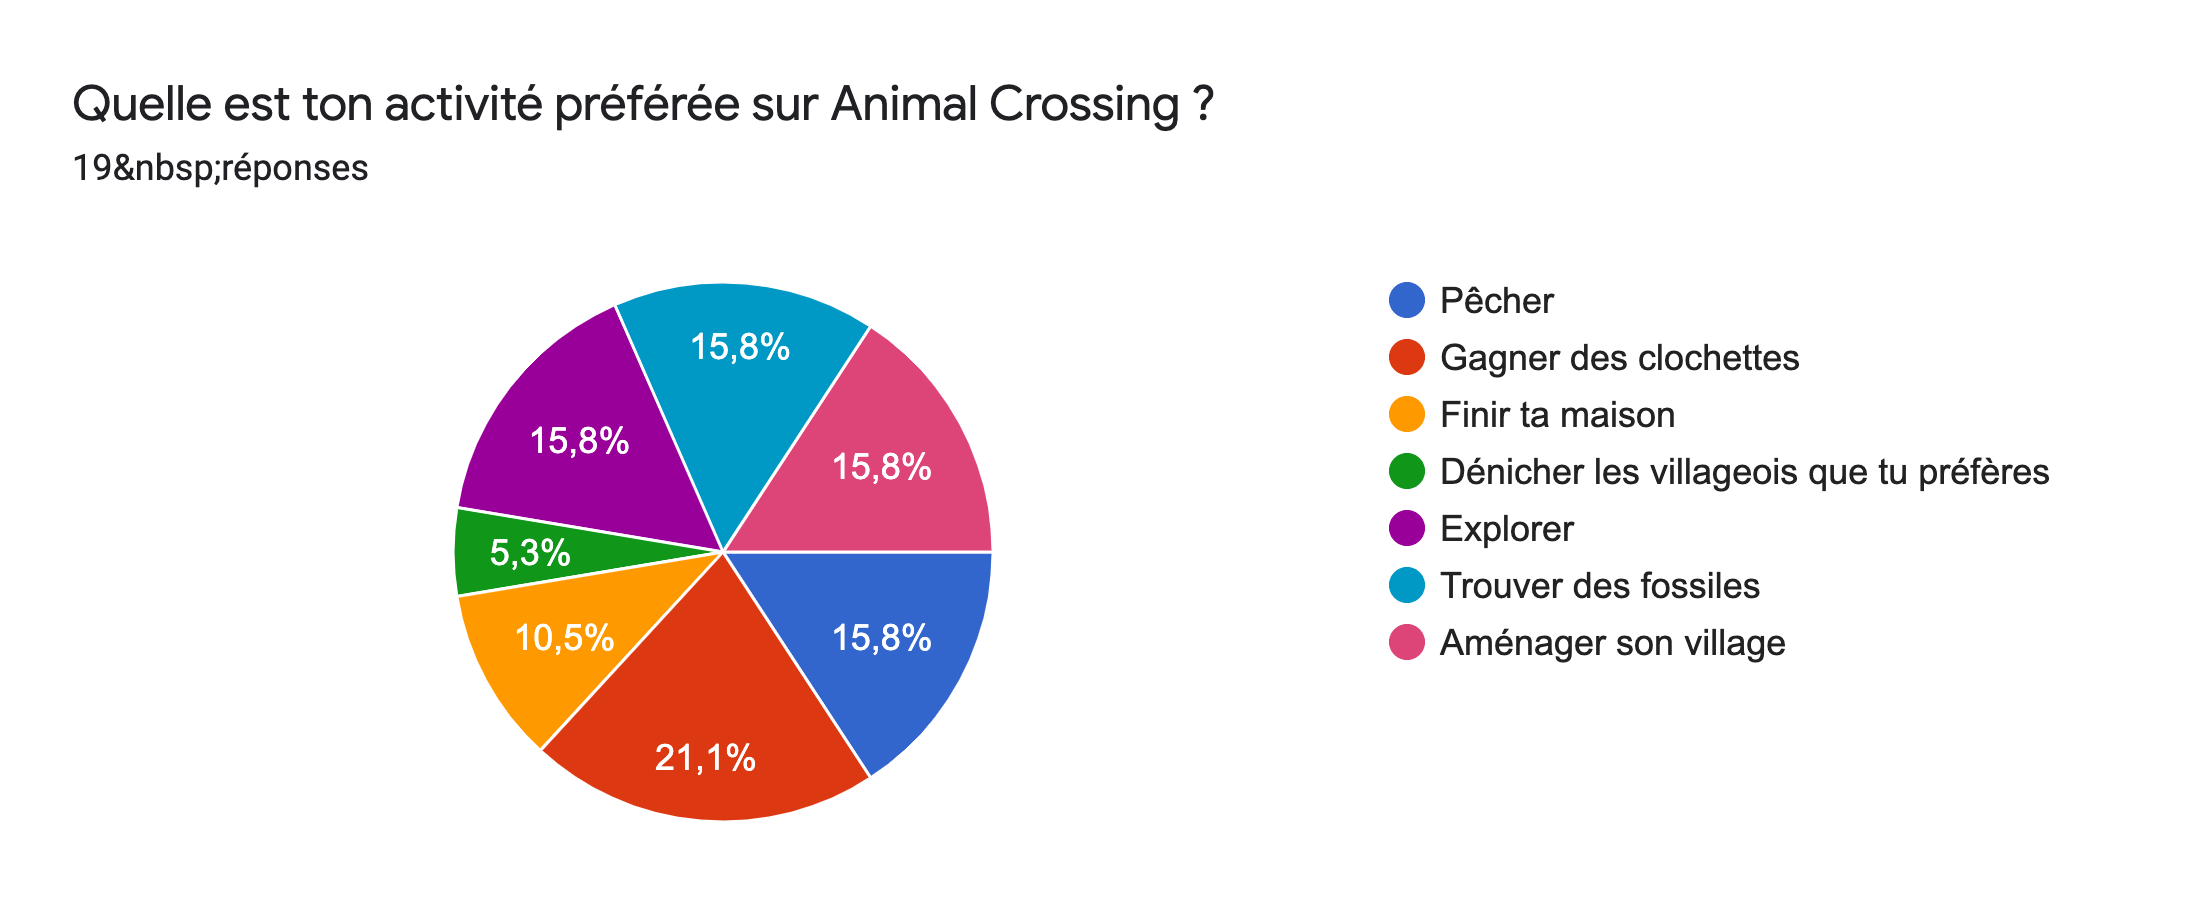 Quelle est ton activité préférée sur Animal Crossing ?
19&nbsp;réponses
15,8%
15,8%
15,8%
5,3%
10,5%
15,8%
21,1%
Pêcher
Gagner des clochettes
Finir ta maison
Dénicher les villageois que tu préfères
Explorer
Trouver des fossiles
Aménager son village